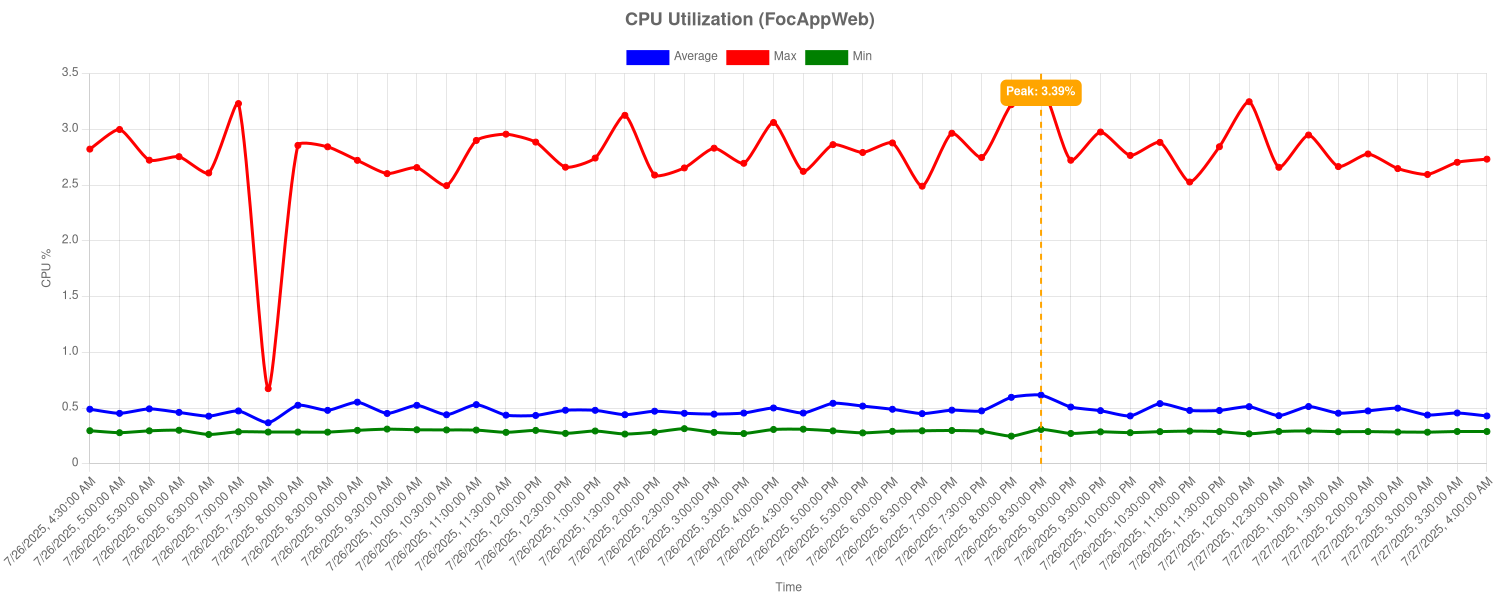 CPU Utilization (FocAppWeb)
Average Max Min
3.5
Peak: 3.39%
3.0
2.5
2.0
CPU %
1.5
1.0
0.5
0
7/26/2025, 4:30:00 AM
7/26/2025, 5:00:00 AM
7/26/2025, 5:30:00 AM
7/26/2025, 6:00:00 AM
7/26/2025, 6:30:00 AM
7/26/2025, 7:00:00 AM
7/26/2025, 7:30:00 AM
7/26/2025, 8:00:00 AM
7/26/2025, 8:30:00 AM
7/26/2025, 9:00:00 AM
7/26/2025, 9:30:00 AM
7/26/2025, 10:00:00 AM
7/26/2025, 10:30:00 AM
7/26/2025, 11:00:00 AM
7/26/2025, 11:30:00 AM
7/26/2025, 12:00:00 PM
7/26/2025, 12:30:00 PM
7/26/2025, 1:00:00 PM
7/26/2025, 1:30:00 PM
7/26/2025, 2:00:00 PM
7/26/2025, 2:30:00 PM
7/26/2025, 3:00:00 PM
7/26/2025, 3:30:00 PM
7/26/2025, 4:00:00 PM
7/26/2025, 4:30:00 PM
7/26/2025, 5:00:00 PM
7/26/2025, 5:30:00 PM
7/26/2025, 6:00:00 PM
7/26/2025, 6:30:00 PM
7/26/2025, 7:00:00 PM
7/26/2025, 7:30:00 PM
7/26/2025, 8:00:00 PM
7/26/2025, 8:30:00 PM
7/26/2025, 9:00:00 PM
7/26/2025, 9:30:00 PM
7/26/2025, 10:00:00 PM
7/26/2025, 10:30:00 PM
7/26/2025, 11:00:00 PM
7/26/2025, 11:30:00 PM
7/27/2025, 12:00:00 AM
7/27/2025, 12:30:00 AM
7/27/2025, 1:00:00 AM
7/27/2025, 1:30:00 AM
7/27/2025, 2:00:00 AM
7/27/2025, 2:30:00 AM
7/27/2025, 3:00:00 AM
7/27/2025, 3:30:00 AM
7/27/2025, 4:00:00 AM
Time